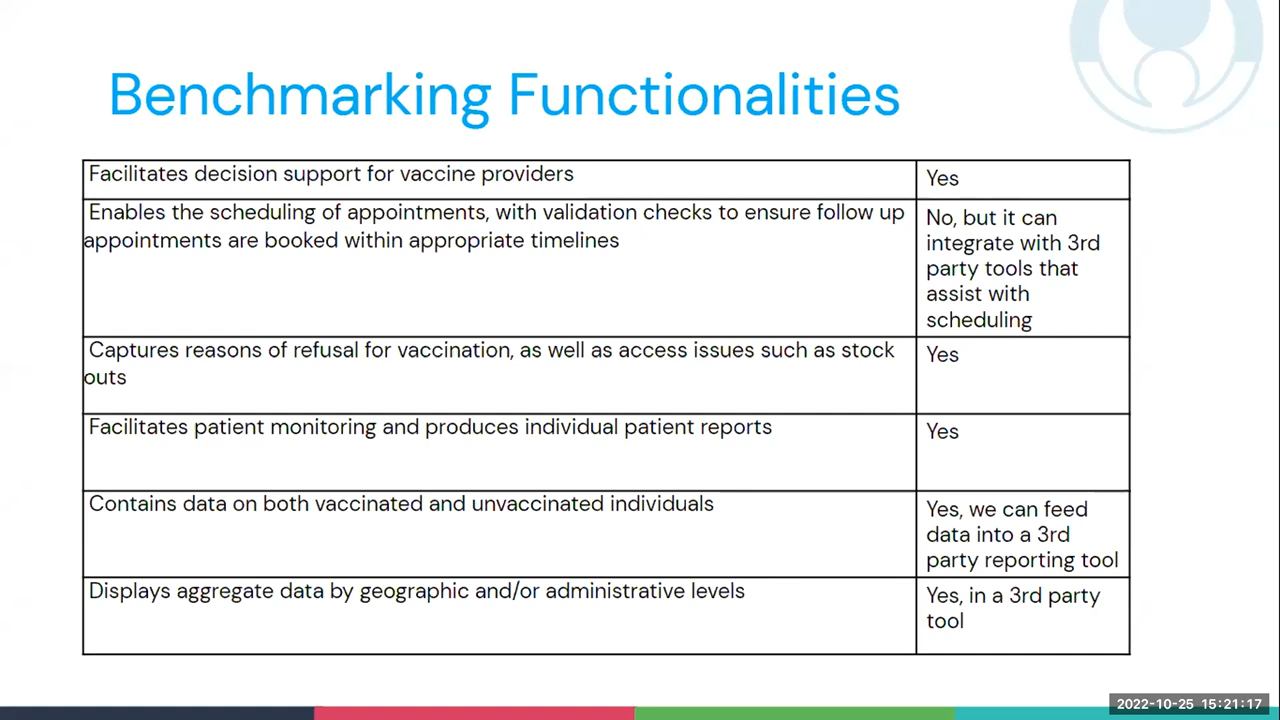 Benchmarking Functionalities
Facilitates decision support for vaccine providers
Yes
Enables the scheduling of appointments, with validation checks to ensure follow up
appointments are booked within appropriate timelines
No, but it can
integrate with 3rd
party tools that
assist with
scheduling
Captures reasons of refusal for vaccination, as well as access issues such as stock
outs
Yes
Facilitates patient monitoring and produces individual patient reports
Yes
Contains data on both vaccinated and unvaccinated individuals
Yes, we can feed
data into a 3rd
party reporting tool
Displays aggregate data by geographic and/or administrative levels
Yes, in a 3rd party
tool
2022-10-25 15:21:17